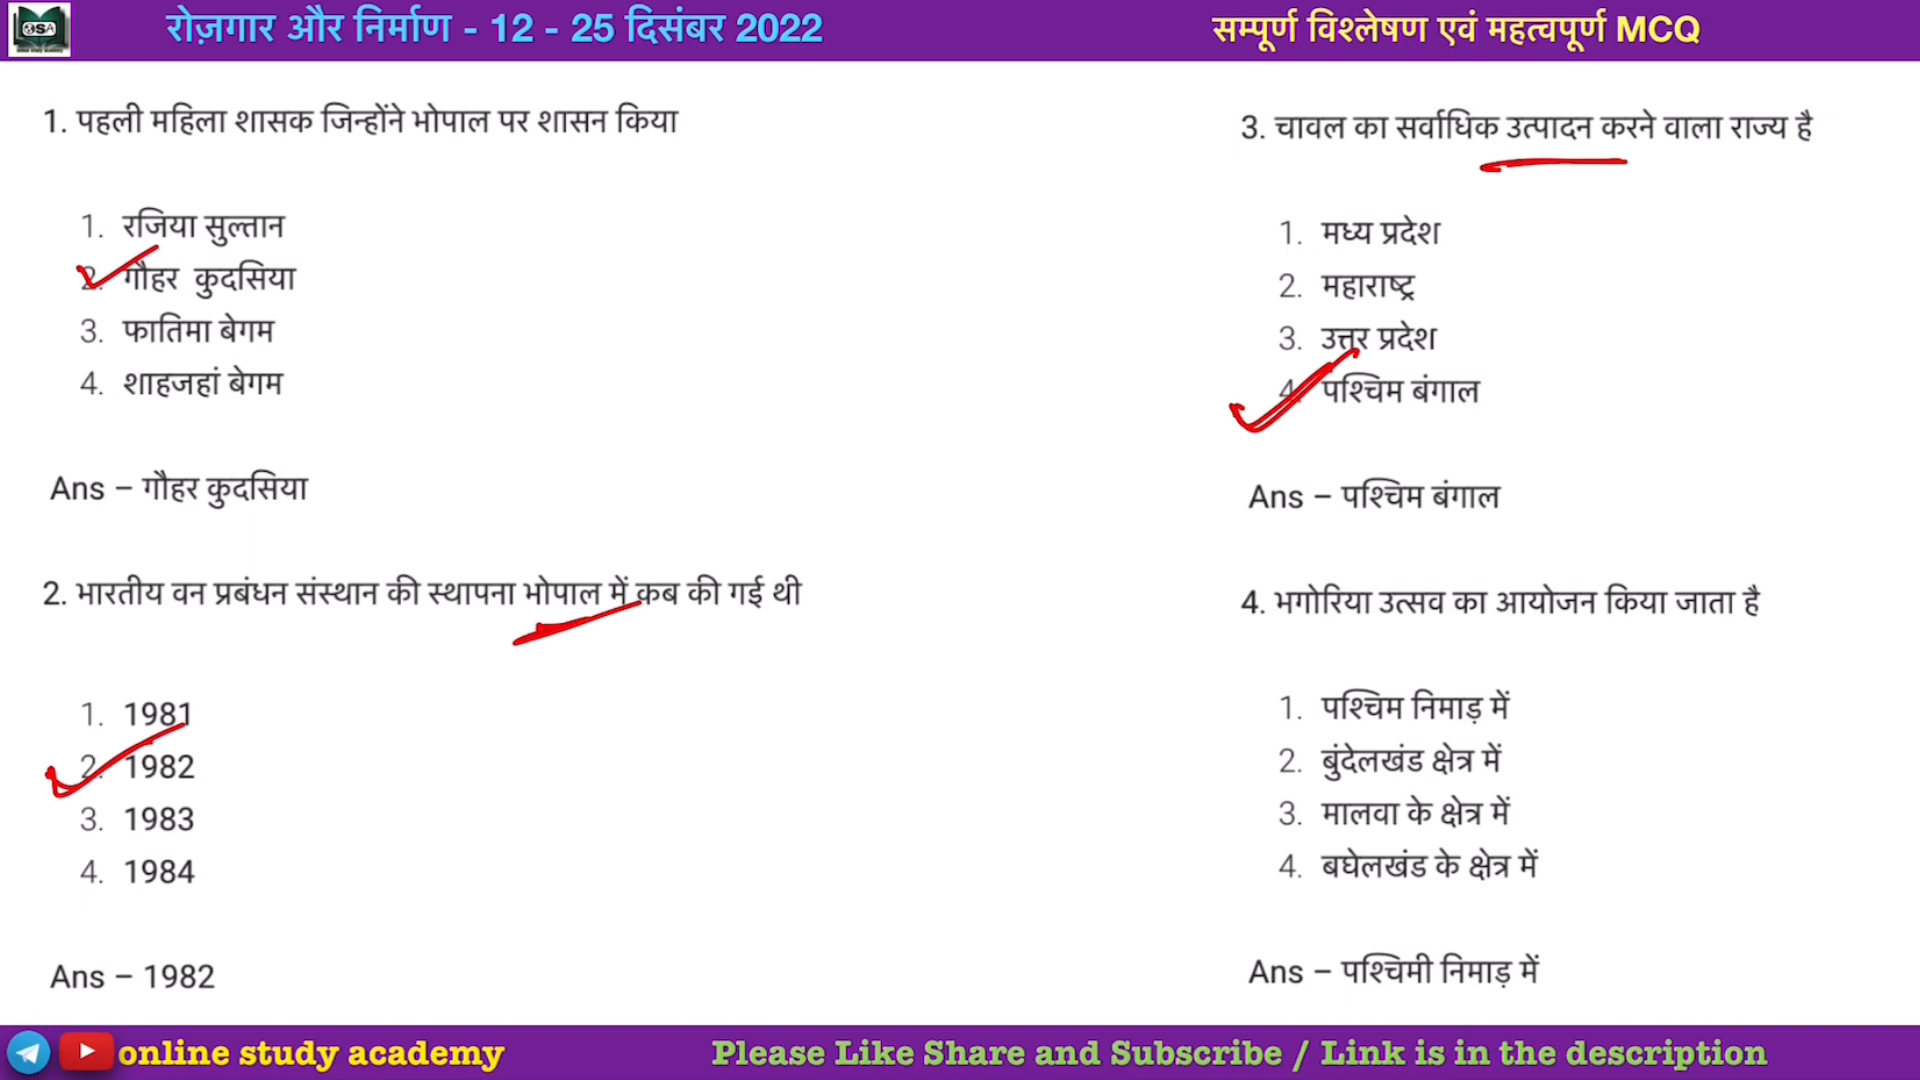 OSA
रोज़गार और निर्माण - 12 - 25 दिसंबर 2022
सम्पूर्ण विश्लेषण एवं महत्वपूर्ण MCQ
1. पहली महिला शासक जिन्होंने भोपाल पर शासन किया
1. रजिया सुल्तान
2. गौहर कुदसिया
3. फातिमा बेगम
4. शाहजहां बेगम
Ans – गौहर कुदसिया
2. भारतीय वन प्रबंधन संस्थान की स्थापना भोपाल में कब की गई थी
1. 1981
2. 1982
3. 1983
4. 1984
Ans – 1982
3. चावल का सर्वाधिक उत्पादन करने वाला राज्य है
1. मध्य प्रदेश
2. महाराष्ट्र
3. उत्तर प्रदेश
4. पश्चिम बंगाल
Ans – पश्चिम बंगाल
4. भगोरिया उत्सव का आयोजन किया जाता है
1. पश्चिम निमाड़ में
2. बुंदेलखंड क्षेत्र में
3. मालवा के क्षेत्र में
4. बघेलखंड के क्षेत्र में
Ans – पश्चिमी निमाड़ में
online study academy
Please Like Share and Subscribe / Link is in the description